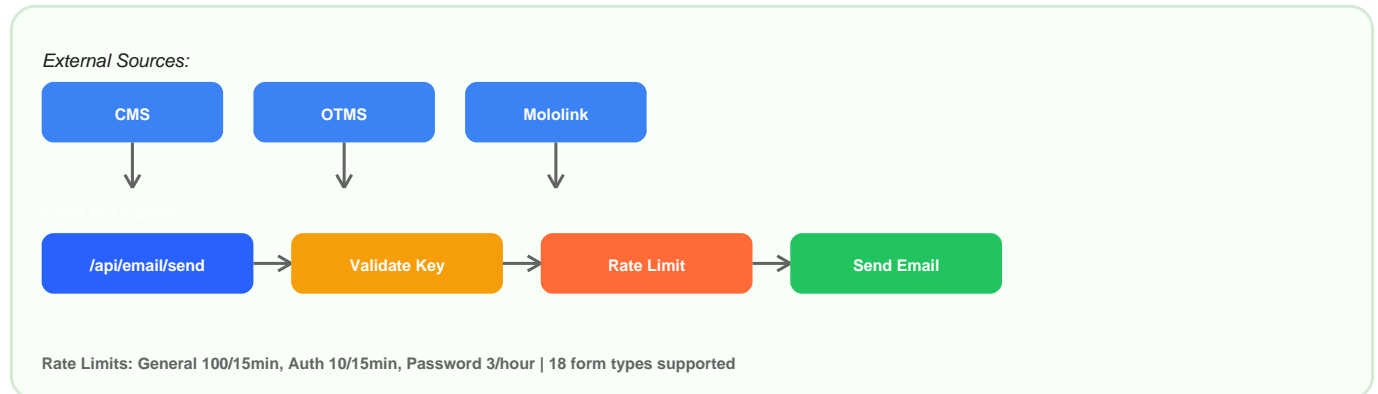 External Sources:
CMS
OTMS
Mololink
/api/email/send
Validate Key
Rate Limit
Send Email
Rate Limits: General 100/15min, Auth 10/15min, Password 3/hour | 18 form types supported